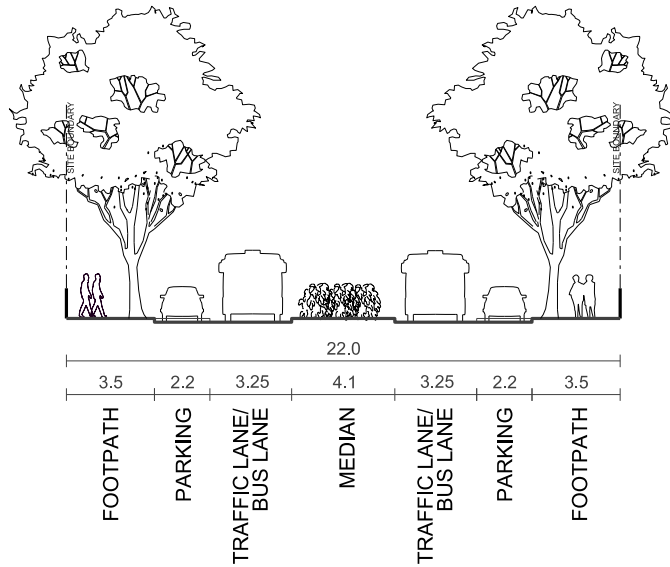 SITE BOUNDARY
SITE BOUNDARY
22.0
3.5 2.2 3.25 4.1 3.25 2.2 3.5
FOOTPATH
PARKING
TRAFFIC LANE/
BUS LANE
MEDIAN
TRAFFIC LANE/
BUS LANE
PARKING
FOOTPATH